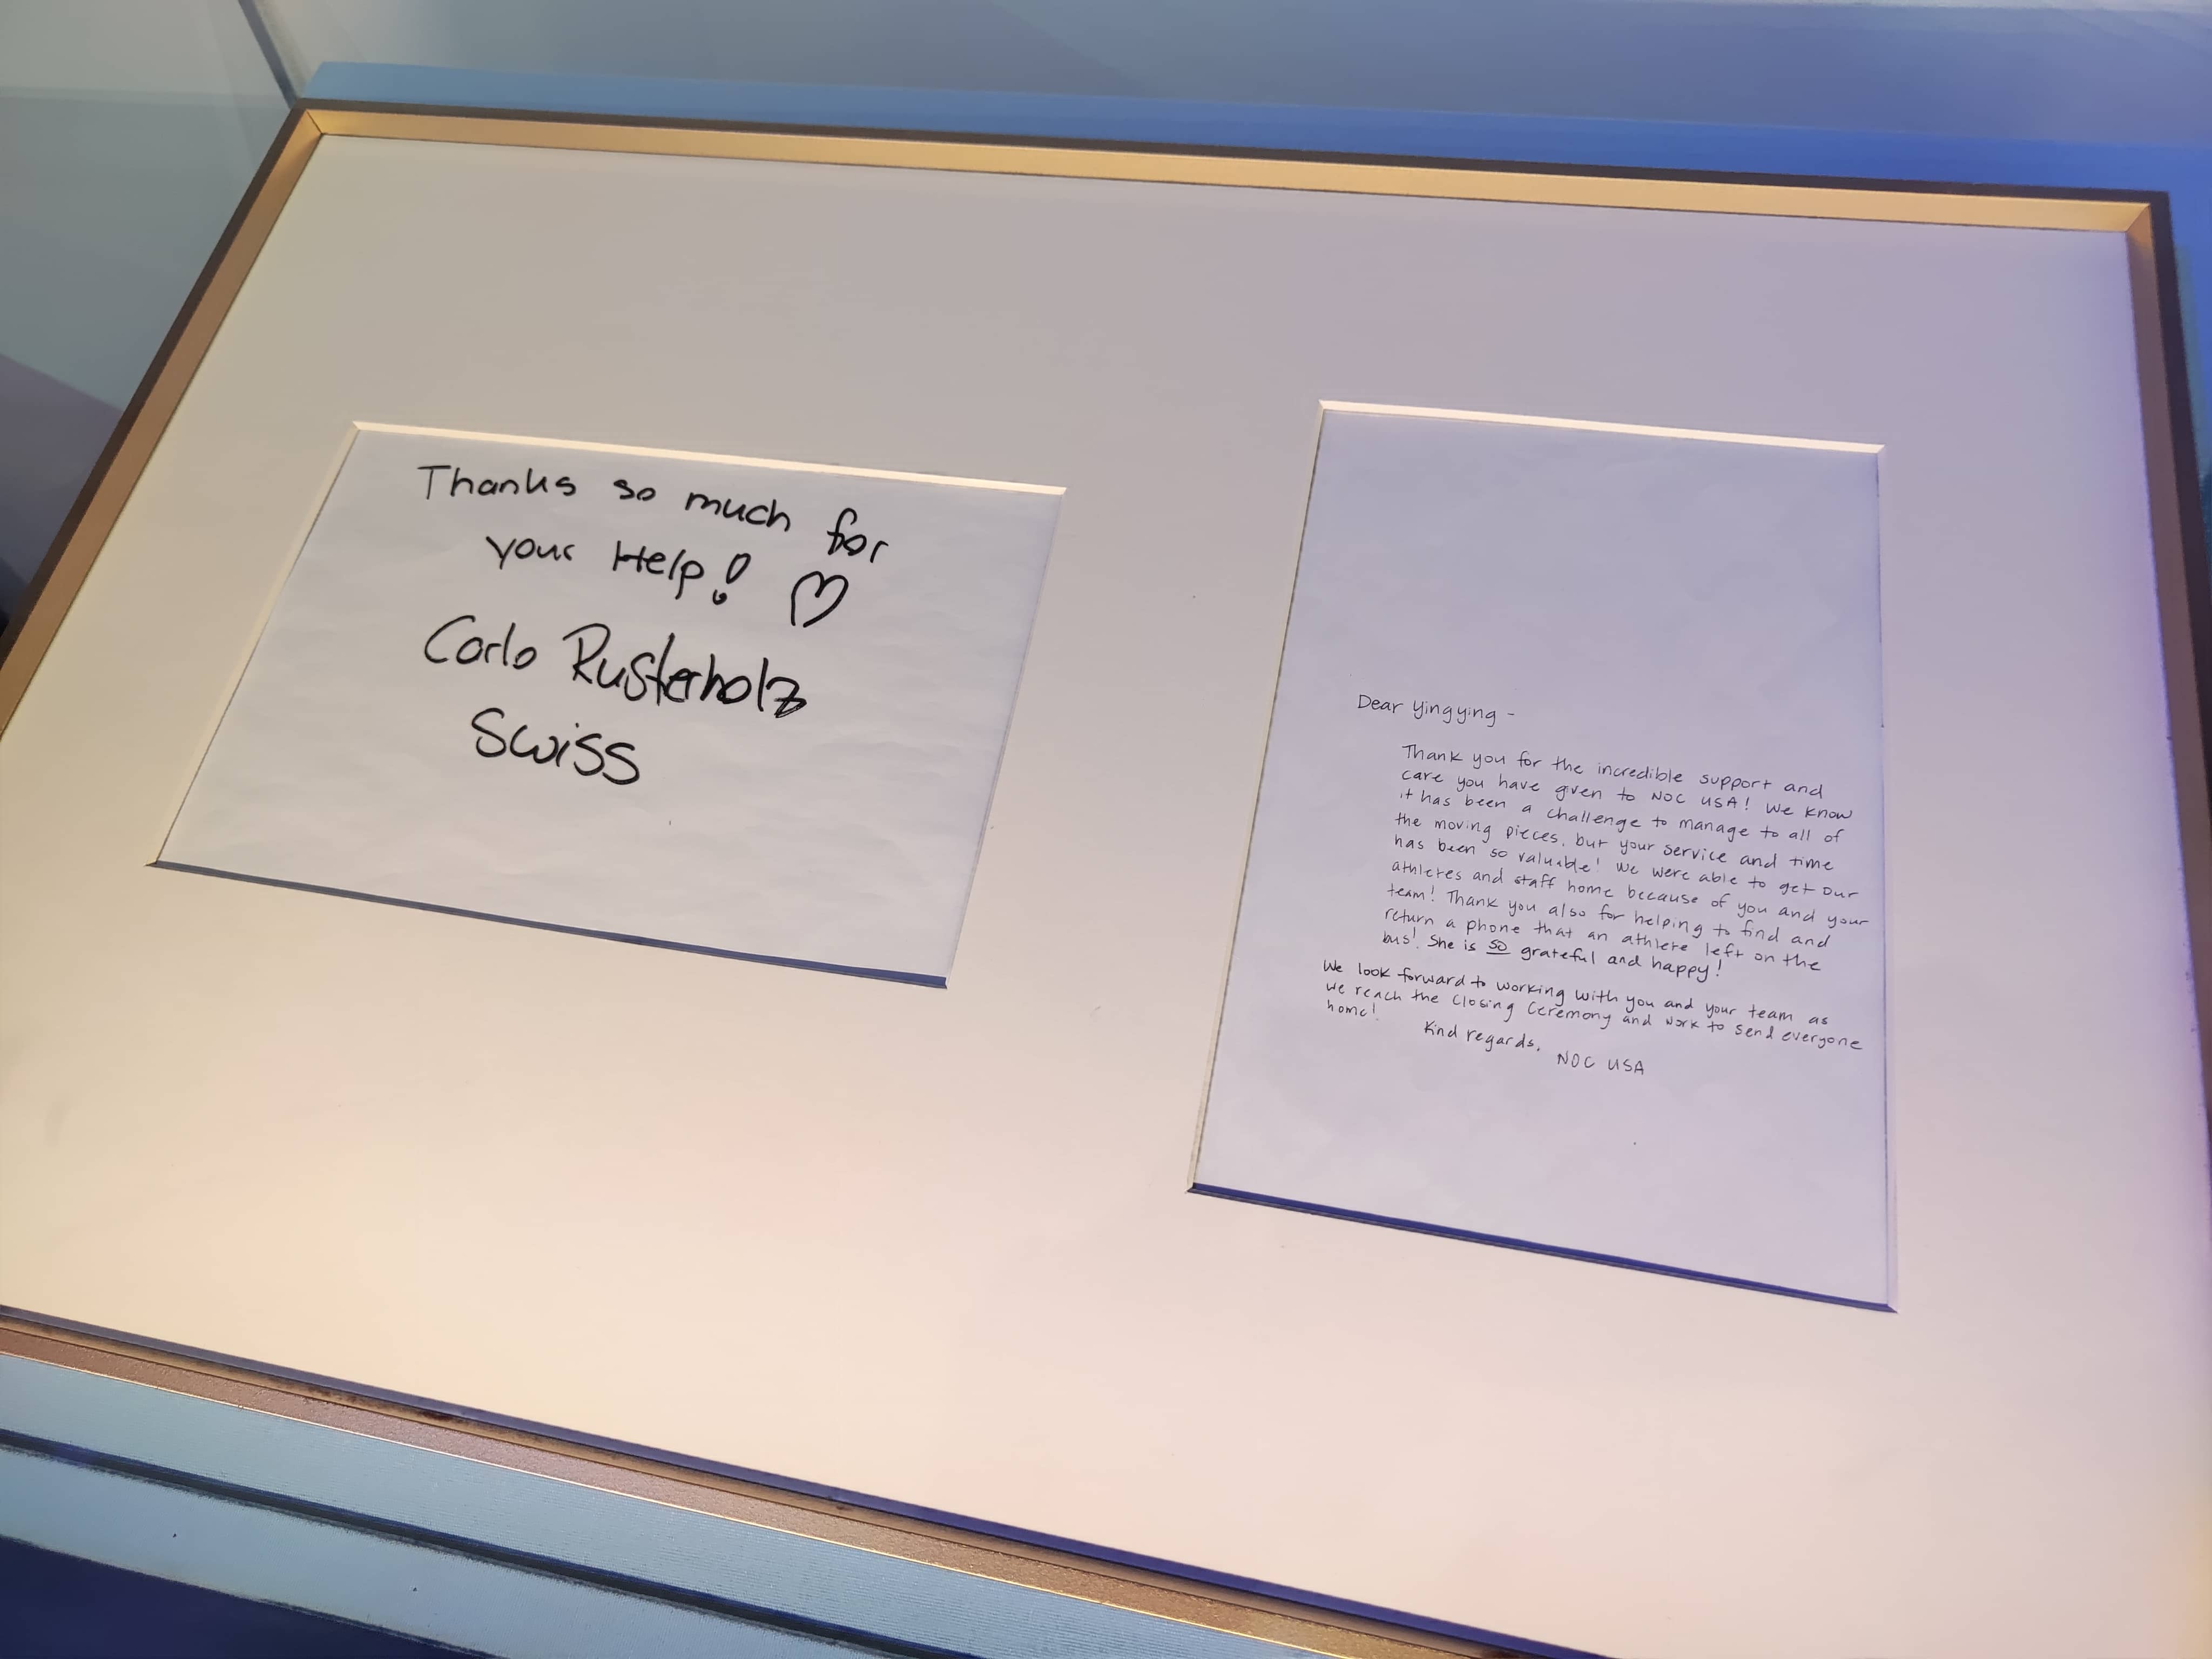 Thanks so much for
your Help! ♡
Carlo Rusterholz
Swiss
Dear Yingying -
Thank you for the incredible support and
care you have given to NOC USA! We know
it has been a challenge to manage to all of
the moving pieces, but your service and time
has been so valuable! We were able to get our
athletes and staff home because of you and your
team! Thank you also for helping to find and
return a phone that an athlete left on the
bus! She is so grateful and happy!
We look forward to working with you and your team as
we reach the Closing Ceremony and work to send everyone
home!
Kind regards,
NOC USA